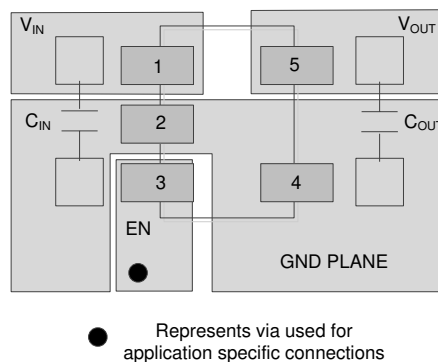 VIN
VOUT
1
5
2
CIN
COUT
3
4
EN
GND PLANE
Represents via used for
application specific connections